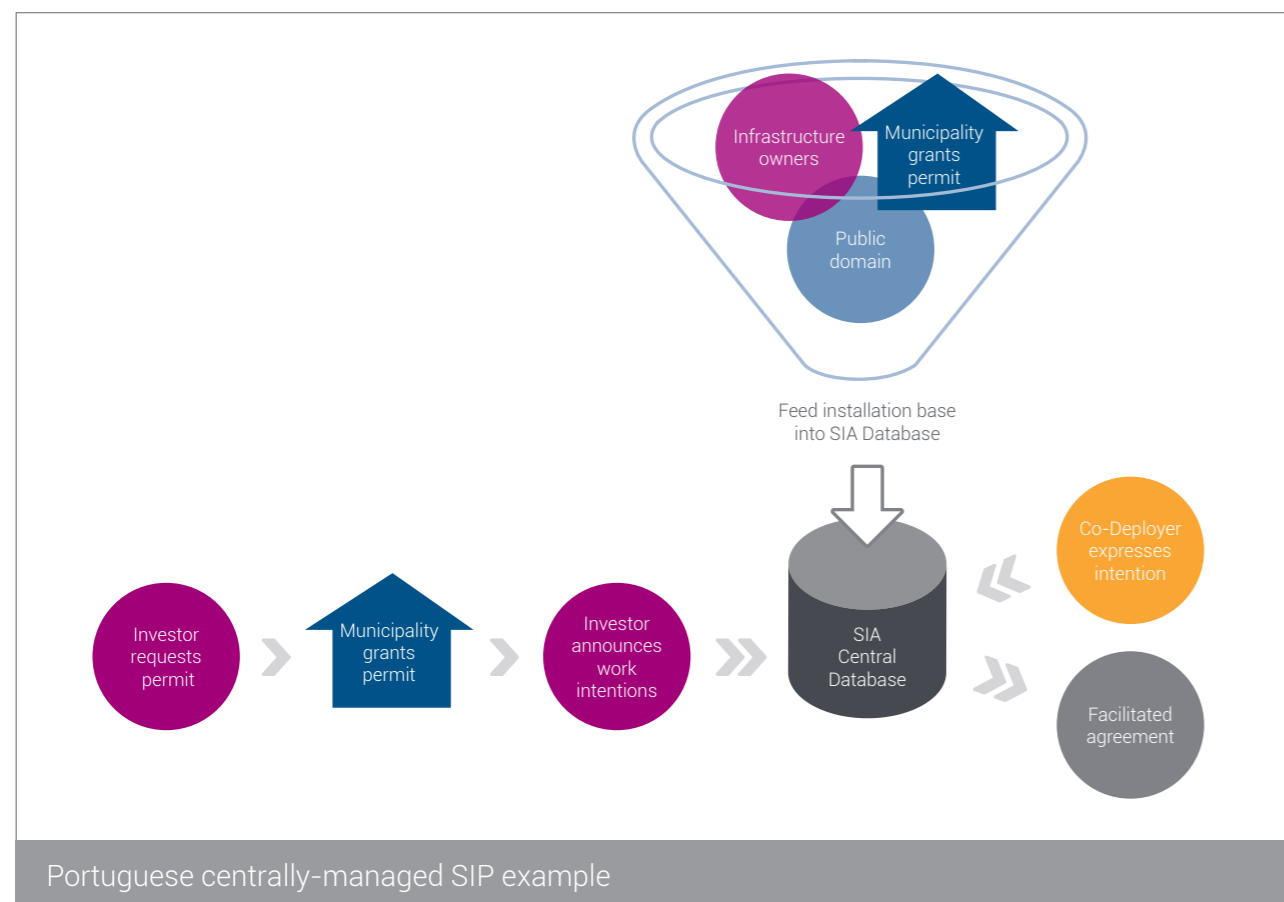 Infrastructure
owners
Municipality
grants
permit
Public
domain
Feed installation base
into SIA Database
Co-Deployer
expresses
intention
Investor
requests
permit
Municipality
grants
permit
Investor
announces
work
intentions
SIA
Central
Database
Facilitated
agreement
Portuguese centrally-managed SIP example